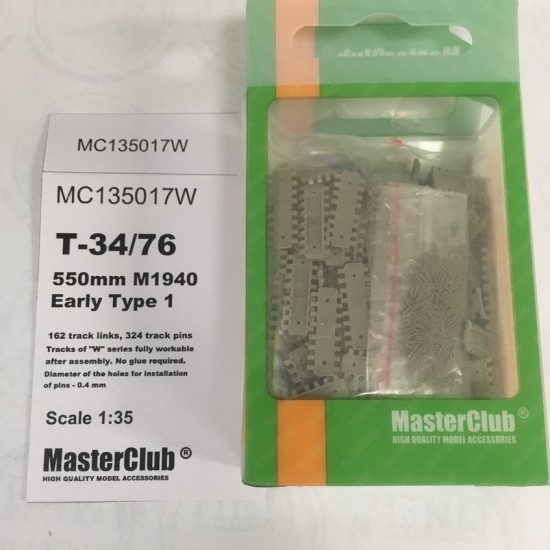 MasterClub ®
MC135017W
MC135017W
T-34/76
550mm M1940
Early Type 1
162 track links, 324 track pins
Tracks of "W" series fully workable
after assembly. No glue required.
Diameter of the holes for installation
of pins - 0.4 mm
Scale 1:35
MasterClub ®
HIGH QUALITY MODEL ACCESSORIES
MasterClub ®
HIGH QUALITY MODEL ACCESSORIES